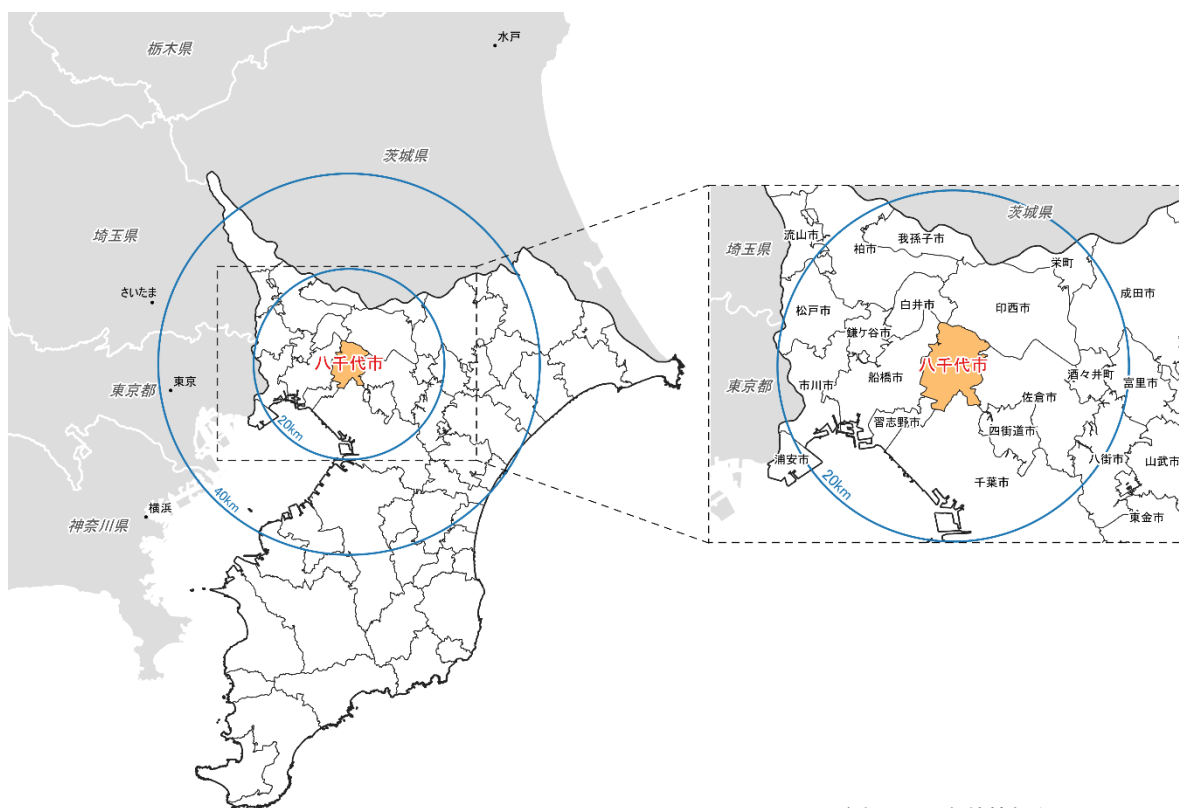 水戸
栃木県
茨城県
埼玉県
さいたま
東京都
東京
八千代市
20km
40km
横浜
神奈川県
茨城県
埼玉県
流山市
柏市
我孫子市
栄町
成田市
松戸市
白井市
印西市
鎌ケ谷市
八千代市
東京都
市川市
船橋市
酒々井町
富里市
佐倉市
習志野市
四街道市
浦安市
八街市
山武市
千葉市
東金市
20km